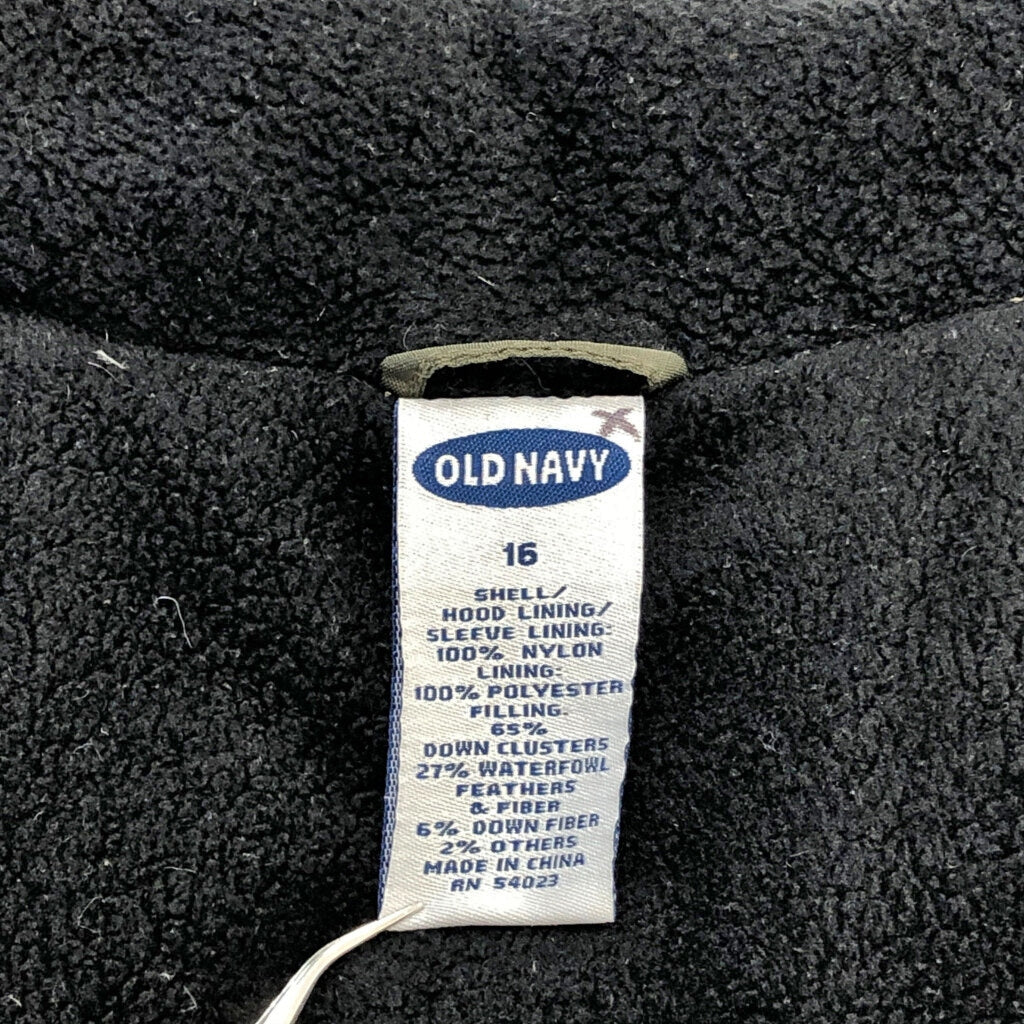 OLD NAVY
16
SHELL/
HOOD LINING/
SLEEVE LINING:
100% NYLON
LINING:
100% POLYESTER
FILLING:
65%
DOWN CLUSTERS
27% WATERFOWL
FEATHERS
& FIBER
6% DOWN FIBER
2% OTHERS
MADE IN CHINA
RN 54023